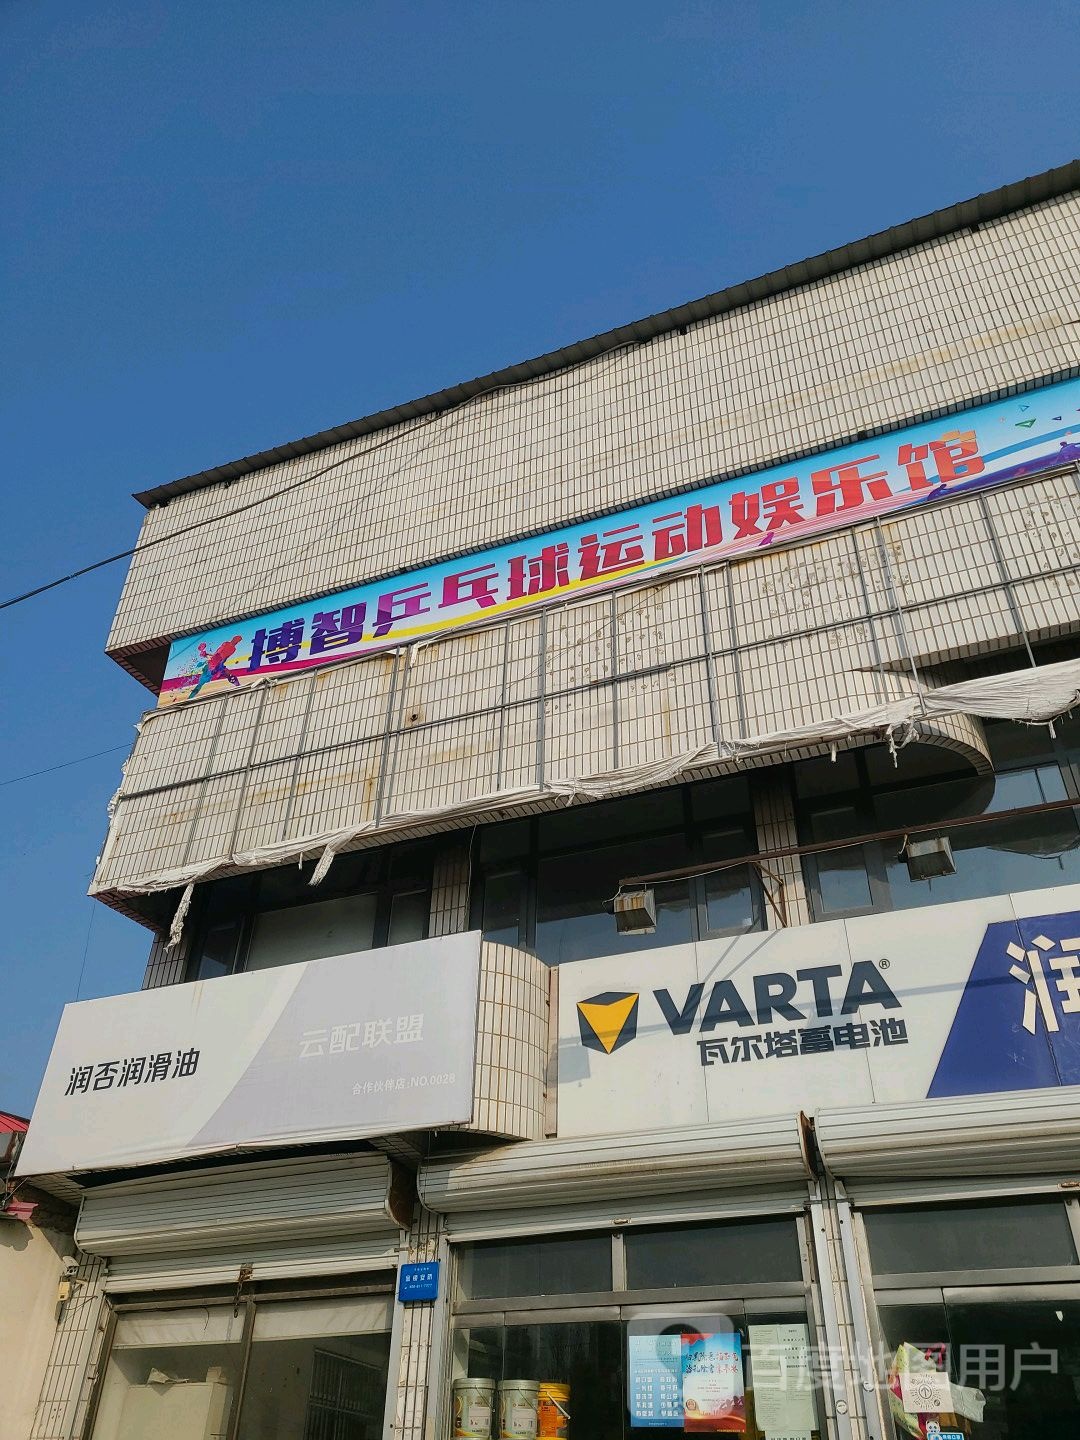 博智乒乓球运动娱乐馆
润否润滑油
云配联盟
合作伙伴店:NO.0028
VARTA®
瓦尔塔蓄电池
润
百度地图用户